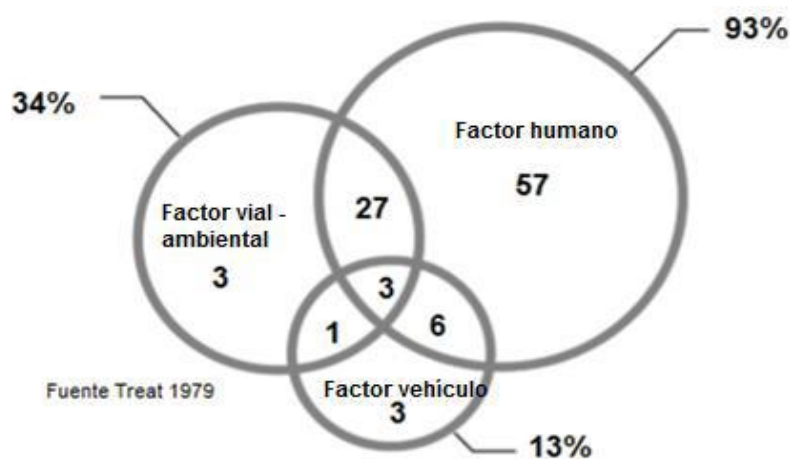 93%
34%
Factor humano
57
27
Factor vial -
ambiental
3
3
1
6
Factor vehículo
3
Fuente Treat 1979
13%